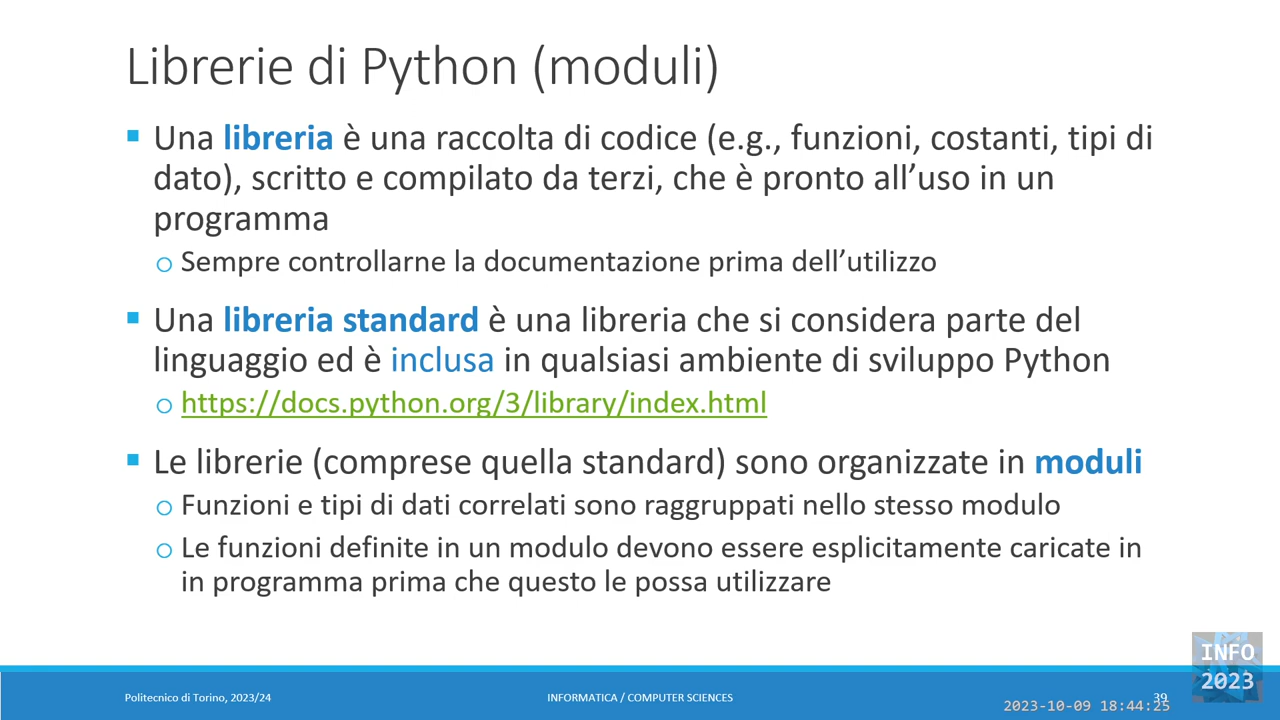 Librerie di Python (moduli)
Una libreria è una raccolta di codice (e.g., funzioni, costanti, tipi di
dato), scritto e compilato da terzi, che è pronto all’uso in un
programma
Sempre controllarne la documentazione prima dell’utilizzo
Una libreria standard è una libreria che si considera parte del
linguaggio ed è inclusa in qualsiasi ambiente di sviluppo Python
https://docs.python.org/3/library/index.html
Le librerie (comprese quella standard) sono organizzate in moduli
Funzioni e tipi di dati correlati sono raggruppati nello stesso modulo
Le funzioni definite in un modulo devono essere esplicitamente caricate in
in programma prima che questo le possa utilizzare
Politecnico di Torino, 2023/24
INFORMATICA / COMPUTER SCIENCES
39
2023-10-09 18:44:25
INFO
2023